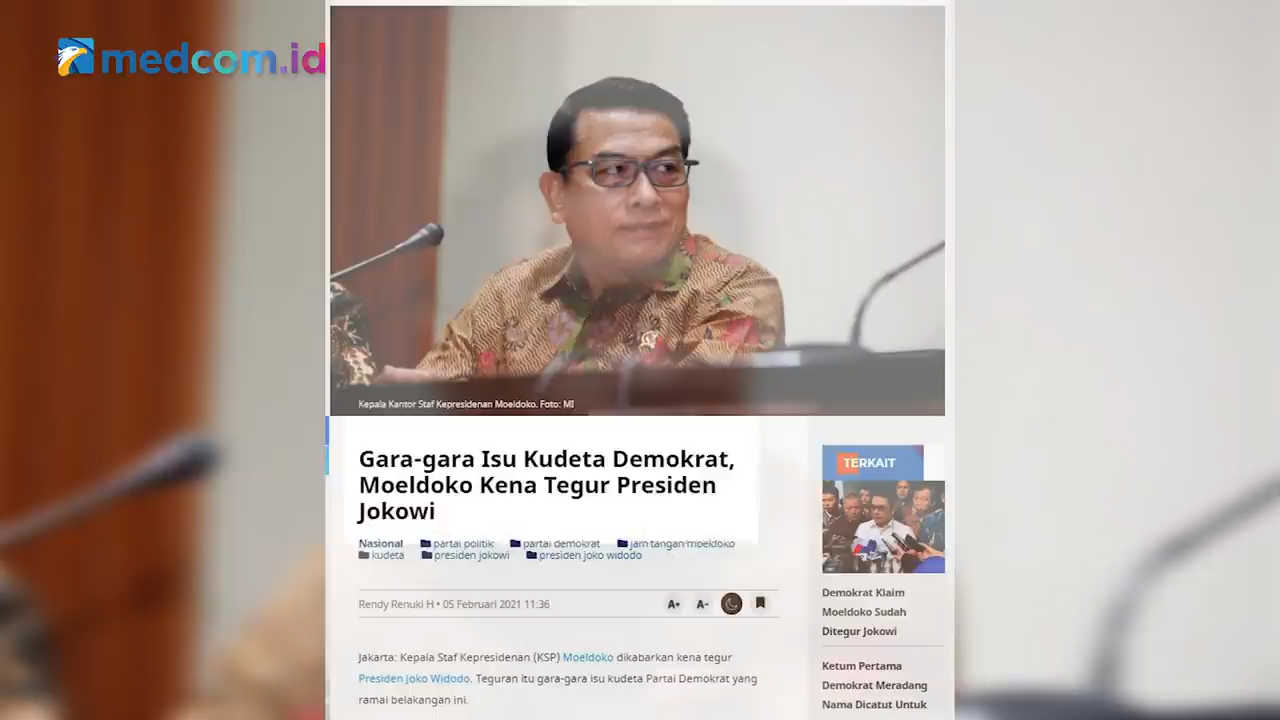 medcom.id
Kepala Kantor Staf Kepresidenan Moeldoko. Foto: MI
Gara-gara Isu Kudeta Demokrat,
Moeldoko Kena Tegur Presiden
Jokowi
Nasional partai politik partai demokrat jam tangan moeldoko
kudeta presiden jokowi presiden joko widodo
Rendy Renuki H • 05 Februari 2021 11:36
A+ A-
Jakarta: Kepala Staf Kepresidenan (KSP) Moeldoko dikabarkan kena tegur
Presiden Joko Widodo. Teguran itu gara-gara isu kudeta Partai Demokrat yang
ramai belakangan ini.
TERKAIT
Demokrat Klaim
Moeldoko Sudah
Ditegur Jokowi
Ketum Pertama
Demokrat Meradang
Nama Dicatut Untuk